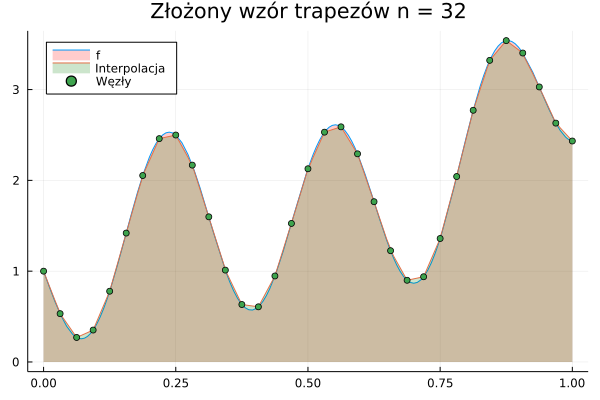 Złożony wzór trapezów n = 32
f
Interpolacja
Węzły
3
2
1
0
0.00 0.25 0.50 0.75 1.00